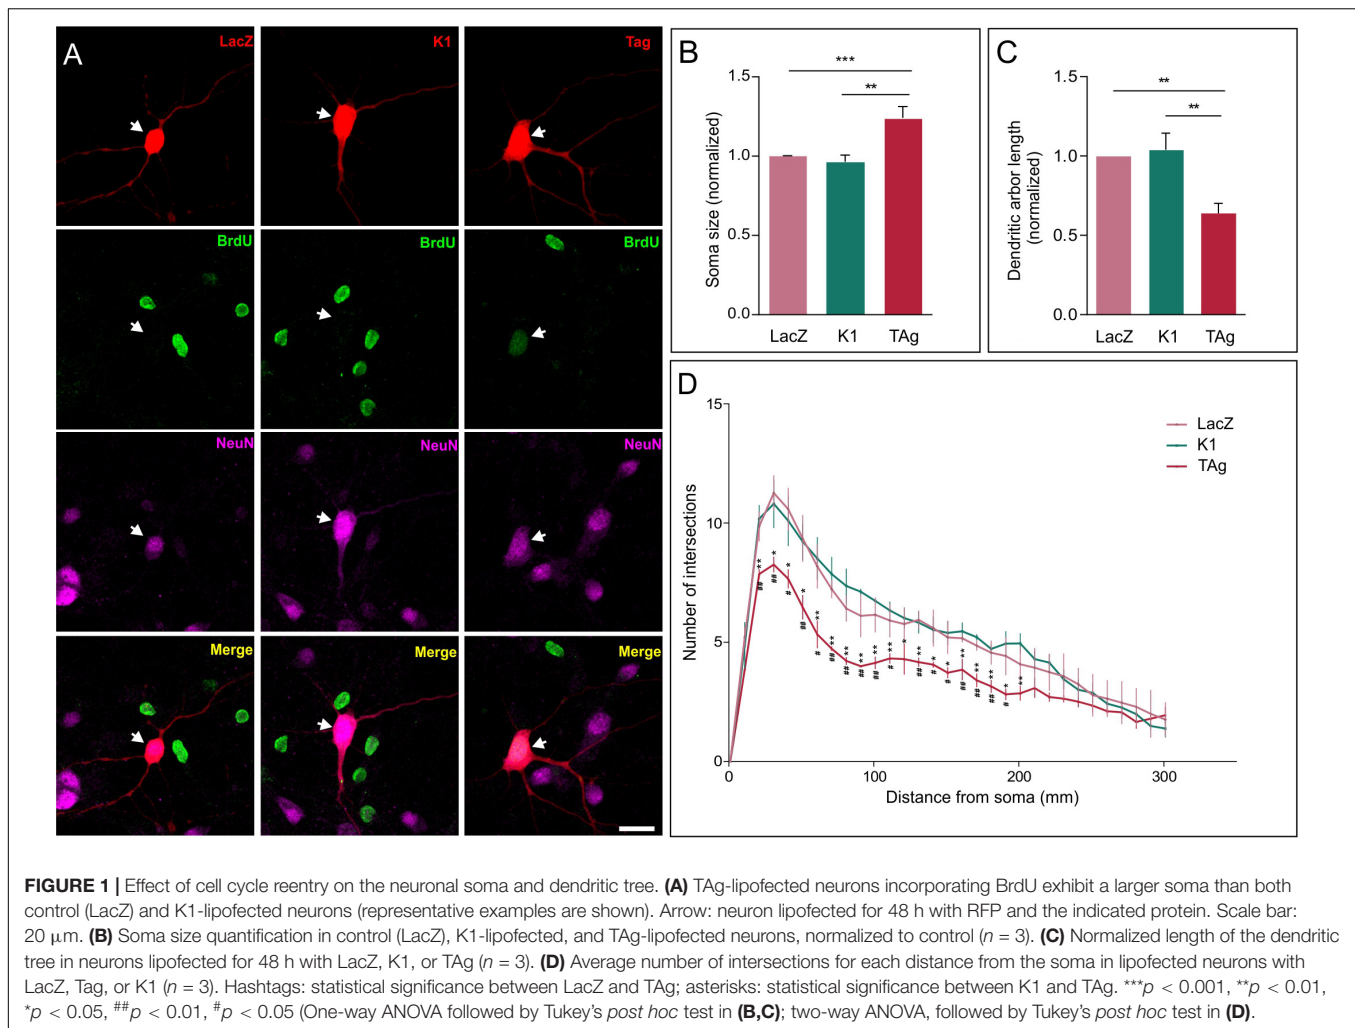 A
LacZ
K1
Tag
BrdU
BrdU
BrdU
NeuN
NeuN
NeuN
Merge
Merge
Merge
B
Soma size (normalized)
1.5
1.0
0.5
0.0
***
**
LacZ
K1
TAg
C
Dendritic arbor length
(normalized)
1.5
1.0
0.5
0.0
**
**
LacZ
K1
TAg
D
Number of intersections
15
10
5
0
LacZ
K1
TAg
0
100
200
300
Distance from soma (mm)
FIGURE 1 | Effect of cell cycle reentry on the neuronal soma and dendritic tree. (A) TAg-lipofected neurons incorporating BrdU exhibit a larger soma than both
control (LacZ) and K1-lipofected neurons (representative examples are shown). Arrow: neuron lipofected for 48 h with RFP and the indicated protein. Scale bar:
20 μm. (B) Soma size quantification in control (LacZ), K1-lipofected, and TAg-lipofected neurons, normalized to control (n = 3). (C) Normalized length of the dendritic
tree in neurons lipofected for 48 h with LacZ, K1, or TAg (n = 3). (D) Average number of intersections for each distance from the soma in lipofected neurons with
LacZ, Tag, or K1 (n = 3). Hashtags: statistical significance between LacZ and TAg; asterisks: statistical significance between K1 and TAg. ***p < 0.001, **p < 0.01,
*p < 0.05, ##p < 0.01, #p < 0.05 (One-way ANOVA followed by Tukey's post hoc test in (B,C); two-way ANOVA, followed by Tukey's post hoc test in (D).